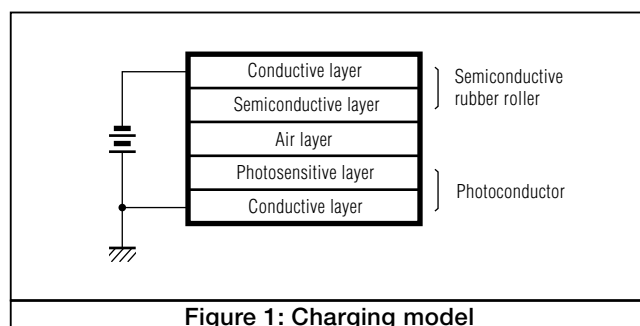 Conductive layer
Semiconductive layer
Air layer
Photosensitive layer
Conductive layer
Semiconductive
rubber roller
Photoconductor
Figure 1: Charging model